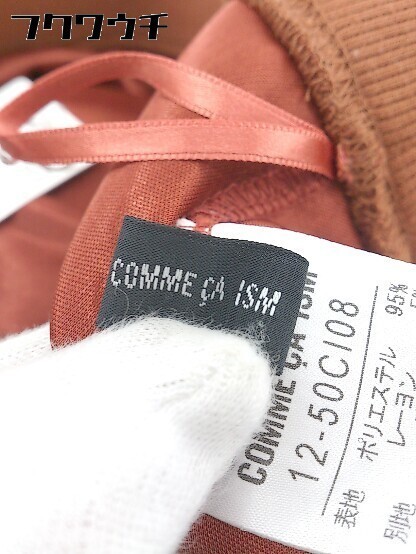 フクワウチ
COMME ÇA ISM
COMME ÇA ISM
12-50CI08
表地
ポリエステル 95%
レーヨン
別地